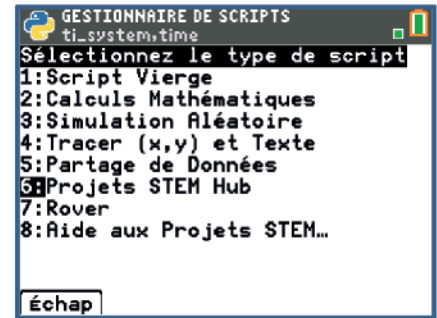 GESTIONNAIRE DE SCRIPTS
ti_system,time
Sélectionnez le type de script
1:Script Vierge
2:Calculs Mathématiques
3:Simulation Aléatoire
4:Tracer (x,y) et Texte
5:Partage de Données
6:Projets STEM Hub
7:Rover
8:Aide aux Projets STEM…
Échap